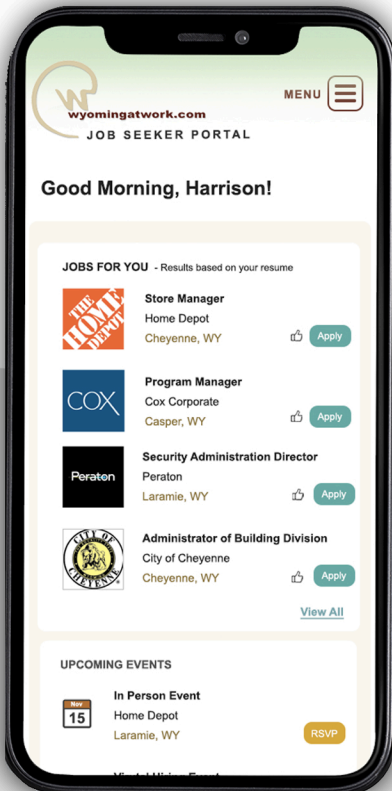 W
wyomingatwork.com
MENU
JOB SEEKER PORTAL
Good Morning, Harrison!
JOBS FOR YOU - Results based on your resume
THE HOME DEPOT
Store Manager
Home Depot
Cheyenne, WY
Apply
COX
Program Manager
Cox Corporate
Casper, WY
Apply
Peraton
Security Administration Director
Peraton
Laramie, WY
Apply
CITY OF CHEYENNE
Administrator of Building Division
City of Cheyenne
Cheyenne, WY
Apply
View All
UPCOMING EVENTS
Nov
15
In Person Event
Home Depot
Laramie, WY
RSVP